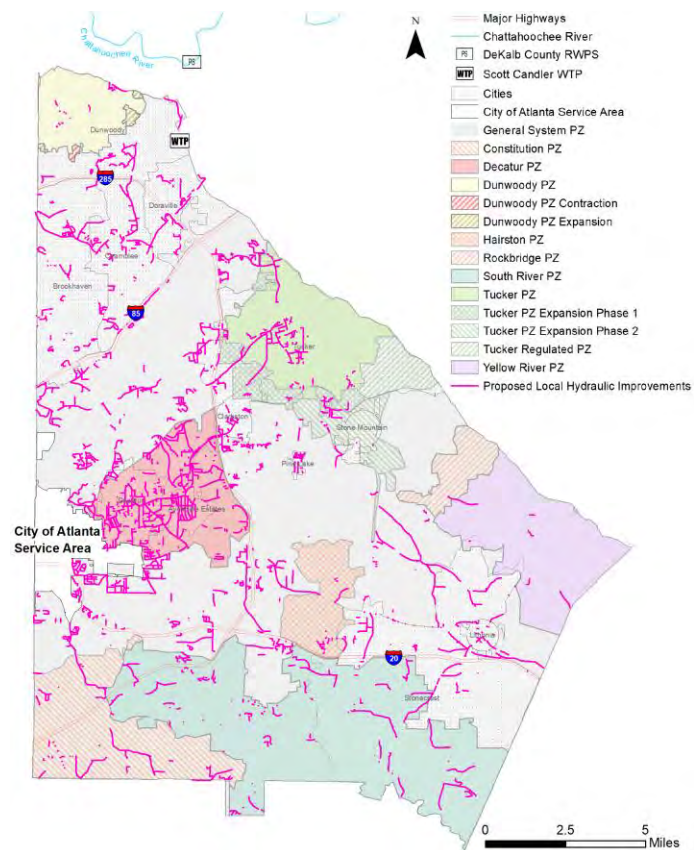 Chattahoochee
River
PS
N
Major Highways
Chattahoochee River
PS DeKalb County RWPS
WTP Scott Candler WTP
Cities
City of Atlanta Service Area
General System PZ
Constitution PZ
Decatur PZ
Dunwoody PZ
Dunwoody PZ Contraction
Dunwoody PZ Expansion
Hairston PZ
Rockbridge PZ
South River PZ
Tucker PZ
Tucker PZ Expansion Phase 1
Tucker PZ Expansion Phase 2
Tucker Regulated PZ
Yellow River PZ
Proposed Local Hydraulic Improvements
Dunwoody
WTP
285
Doraville
Chamblee
Brookhaven
85
Tucker
Clarkston
Stone Mountain
Pine Lake
Estates
City of Atlanta
Service Area
Lithonia
20
Stonecrest
0 2.5 5
Miles